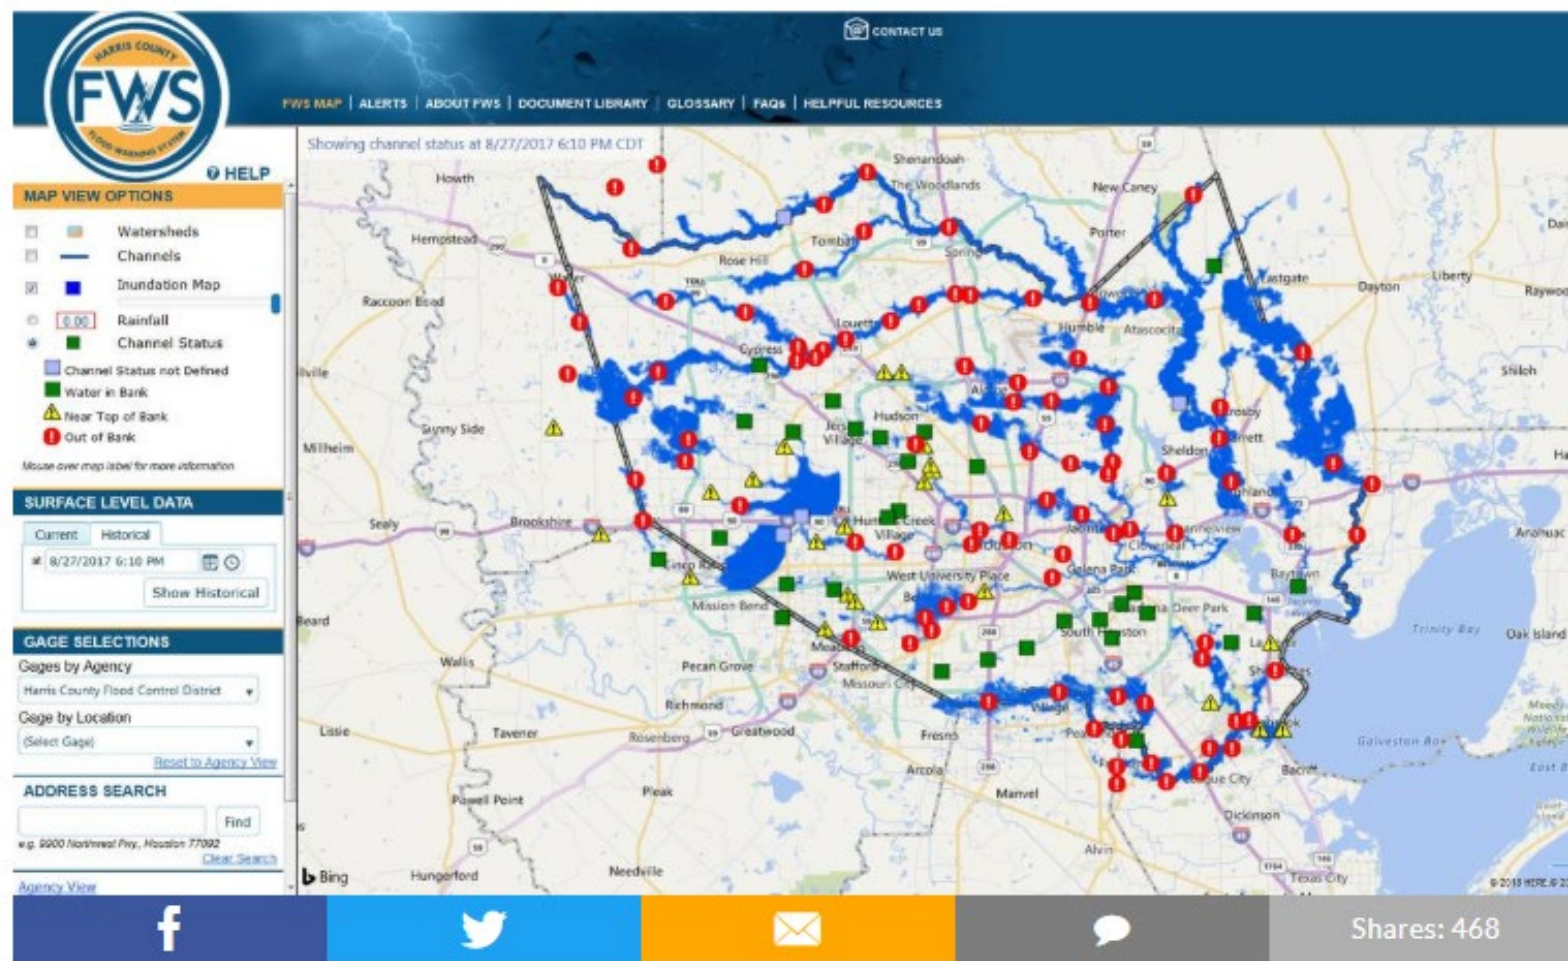 HARRIS COUNTY
FWS
FLOOD WARNING SYSTEM
CONTACT US
FWS MAP | ALERTS | ABOUT FWS | DOCUMENT LIBRARY GLOSSARY | FAQs | HELPFUL RESOURCES
? HELP
MAP VIEW OPTIONS
Watersheds
Channels
Inundation Map
0.00 Rainfall
Channel Status
Channel Status not Defined
Water in Bank
Near Top of Bank
Out of Bank
Mouse over map label for more information
SURFACE LEVEL DATA
Current Historical
8/27/2017 6:10 PM
Show Historical
GAGE SELECTIONS
Gages by Agency
Harris County Flood Control District
Gage by Location
(Select Gage)
Reset to Agency View
ADDRESS SEARCH
Find
e.g. 9900 Northwest Fwy, Houston 77092
Clear Search
Agency View
Showing channel status at 8/27/2017 6:10 PM CDT
Howth
Shenandoah
The Woodlands
New Caney
Hempstead
Porter
Rose Hill
Spring
Eastgate
Liberty
Dayton
Raccoon Bend
Humble
Atascocita
Cypress
Shiloh
Sunny Side
Hudson
Village
Millheim
Sheldon
Sealy
Brookshire
Village
Anahuac
Cloverleaf
West University Place
Galena Park
Baytown
Mission Bend
Deer Park
South Houston
Trinity Bay
Oak Island
Wallis
Pecan Grove
Stafford
Missouri City
Richmond
Village
Lissie
Tavener
Rosenberg
Greatwood
Fresno
Galveston Bay
Arcola
Bacliff
East B
Pleak
Manvel
Powell Point
Dickinson
Alvin
Needville
Hungerford
Texas City
Bing
Shares: 468